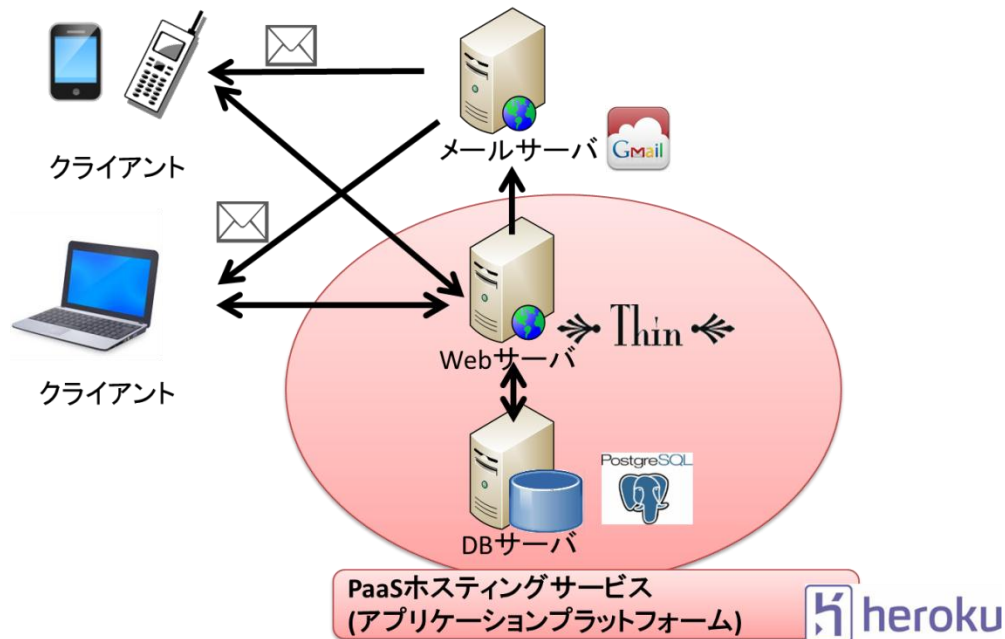 クライアント
メールサーバ
Gmail
Webサーバ
Thin
クライアント
PostgreSQL
DBサーバ
PaaSホスティングサービス
(アプリケーションプラットフォーム)
heroku